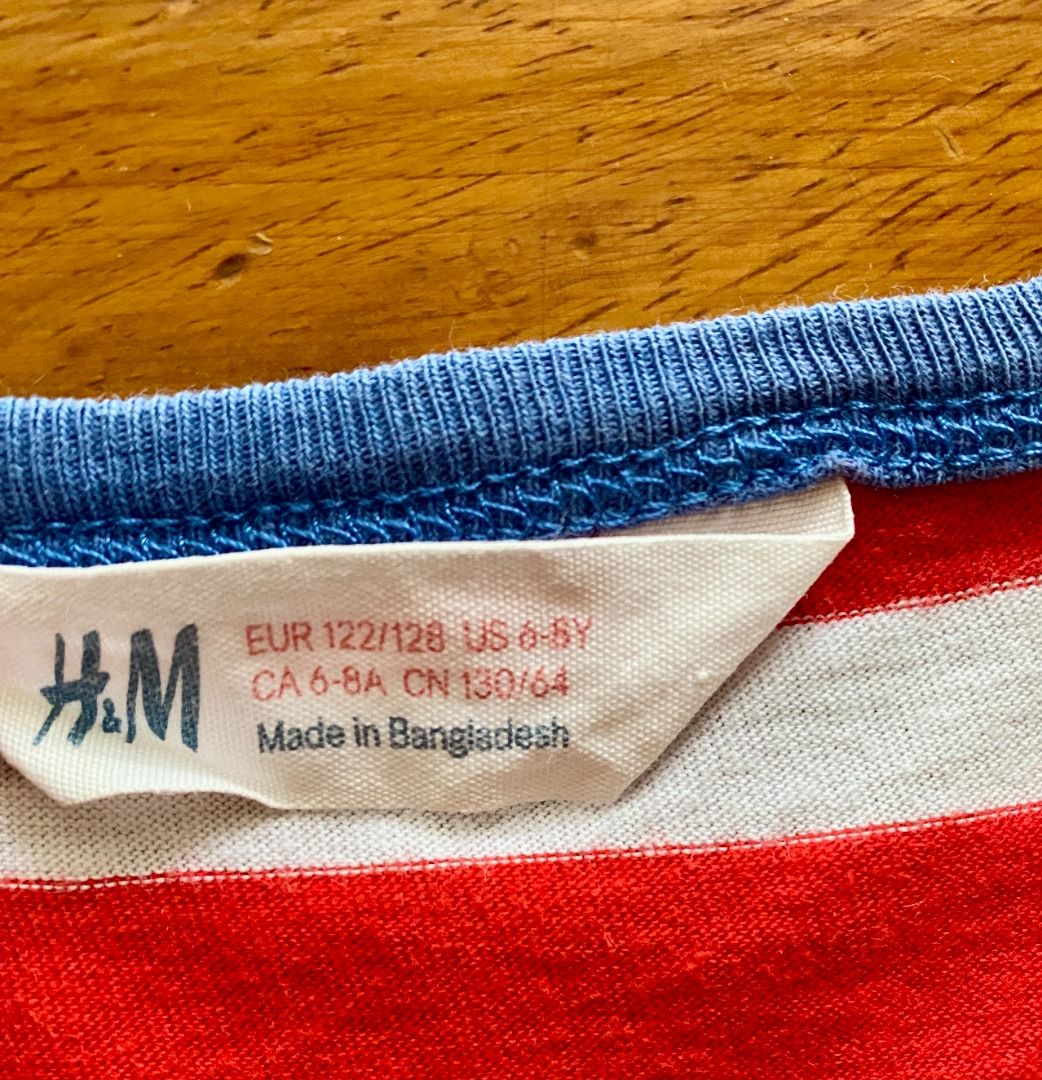 H&M
EUR 122/128 US 6-8Y
CA 6-8A CN 130/64
Made in Bangladesh